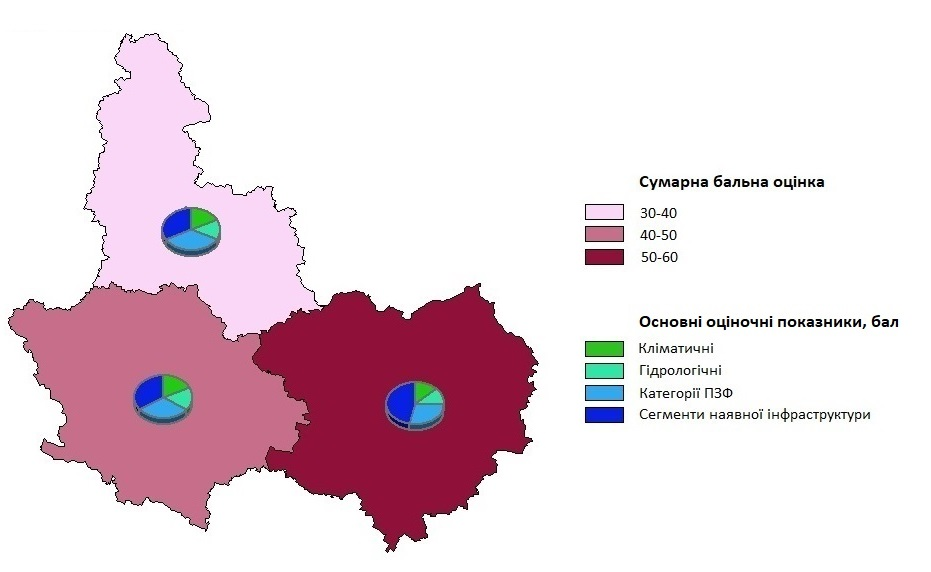 Сумарна бальна оцінка
30-40
40-50
50-60
Основні оціночні показники, бал
Кліматичні
Гідрологічні
Категорії ПЗФ
Сегменти наявної інфраструктури